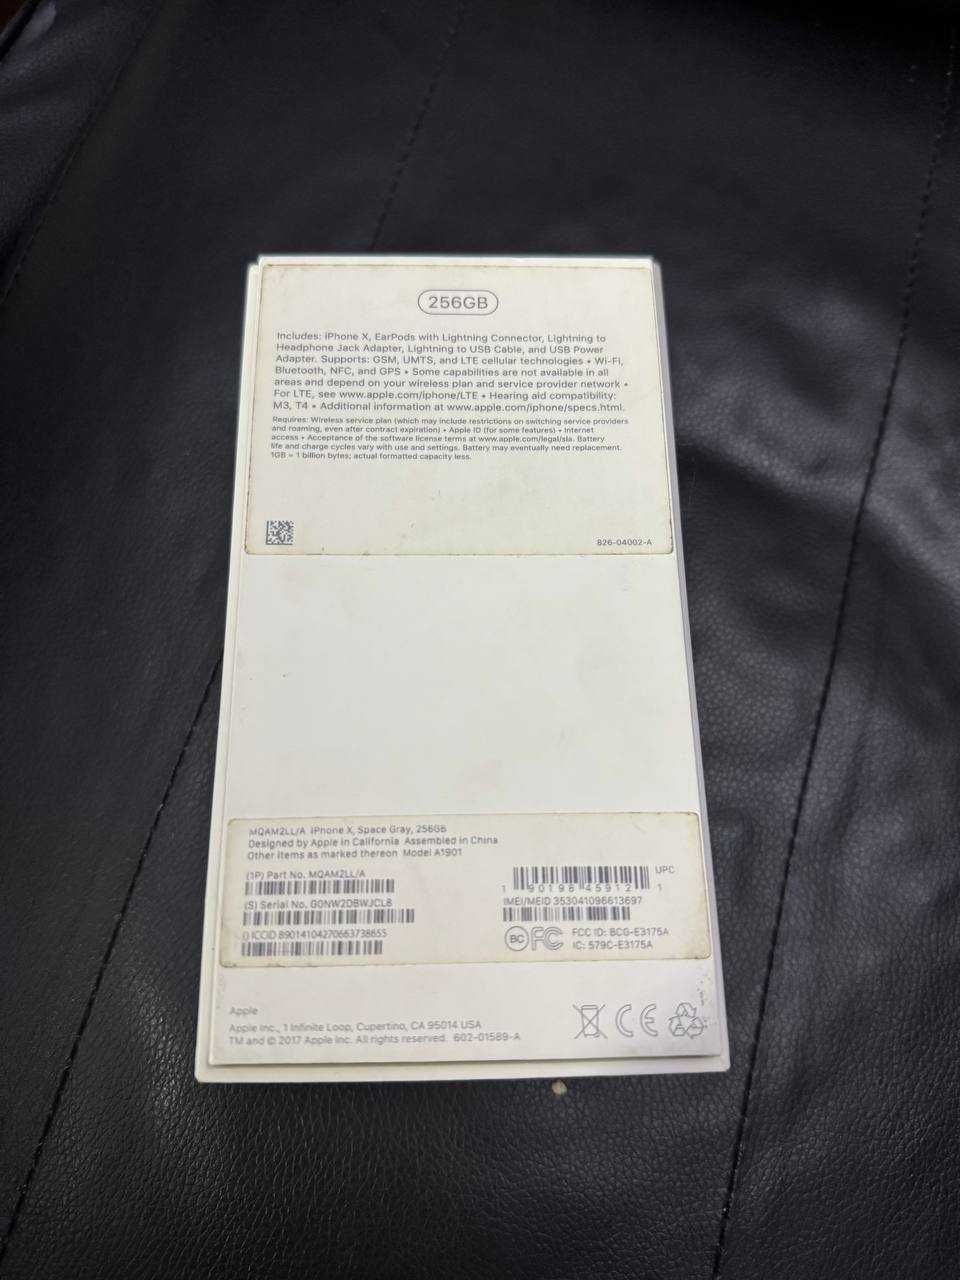 256GB
Includes: iPhone X, EarPods with Lightning Connector, Lightning to
Headphone Jack Adapter, Lightning to USB Cable, and USB Power
Adapter. Supports: GSM, UMTS, and LTE cellular technologies • Wi-Fi,
Bluetooth, NFC, and GPS • Some capabilities are not available in all
areas and depend on your wireless plan and service provider network •
For LTE, see www.apple.com/iphone/LTE • Hearing aid compatibility:
M3, T4 • Additional information at www.apple.com/iphone/specs.html.
Requires: Wireless service plan (which may include restrictions on switching service providers
and roaming, even after contract expiration) • Apple ID (for some features) • Internet
access • Acceptance of the software license terms at www.apple.com/legal/sla. Battery
life and charge cycles vary with use and settings. Battery may eventually need replacement.
1GB = 1 billion bytes; actual formatted capacity less.
826-04002-A
MQAM2LL/A iPhone X, Space Gray, 256GB
Designed by Apple in California Assembled in China
Other items as marked thereon Model A1901
(1P) Part No. MQAM2LL/A
(S) Serial No. G0NW2DBWJCL8
() ICCID 89014104270663738655
UPC
1 90198 45912 1
IMEI/MEID 353041096613697
BC FC FCC ID: BCG-E3175A
IC: 579C-E3175A
Apple
Apple Inc., 1 Infinite Loop, Cupertino, CA 95014 USA
TM and © 2017 Apple Inc. All rights reserved. 602-01589-A
CE